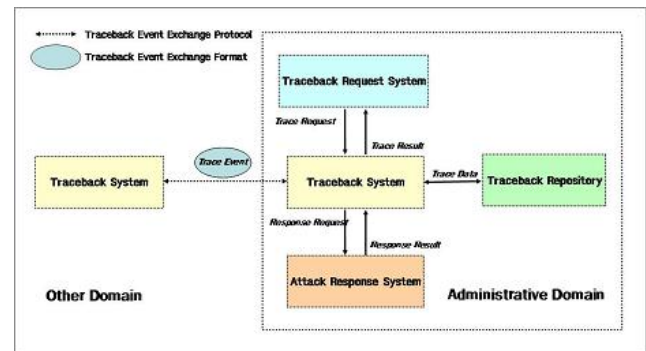 Traceback Event Exchange Protocol
Traceback Event Exchange Format
Traceback Request System
Trace Request
Trace Result
Trace Event
Traceback System
Traceback System
Trace Data
Traceback Repository
Response Request
Response Result
Attack Response System
Other Domain
Administrative Domain